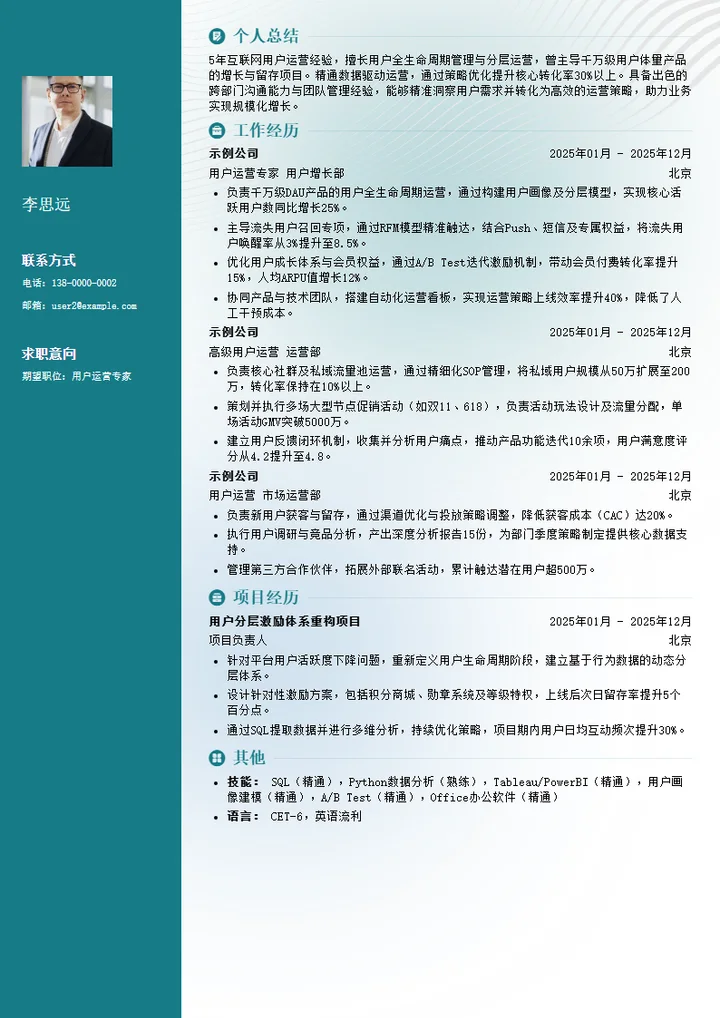 李思远
联系方式
电话：138-0000-0002
邮箱：user2@example.com
求职意向
期望职位：用户运营专家
个人总结
5年互联网用户运营经验，擅长用户全生命周期管理与分层运营，曾主导千万级用户体量产品
的增长与留存项目。精通数据驱动运营，通过策略优化提升核心转化率30%以上。具备出色的
跨部门沟通能力与团队管理经验，能够精准洞察用户需求并转化为高效的运营策略，助力业务
实现规模化增长。
工作经历
示例公司 2025年01月 - 2025年12月
用户运营专家 用户增长部 北京
• 负责千万级DAU产品的用户全生命周期运营，通过构建用户画像及分层模型，实现核心活
跃用户数同比增长25%。
• 主导流失用户召回专项，通过RFM模型精准触达，结合Push、短信及专属权益，将流失用
户唤醒率从3%提升至8.5%。
• 优化用户成长体系与会员权益，通过A/B Test迭代激励机制，带动会员付费转化率提升
15%，人均ARPU值增长12%。
• 协同产品与技术团队，搭建自动化运营看板，实现运营策略上线效率提升40%，降低了人
工干预成本。
示例公司 2025年01月 - 2025年12月
高级用户运营 运营部 北京
• 负责核心社群及私域流量池运营，通过精细化SOP管理，将私域用户规模从50万扩展至200
万，转化率保持在10%以上。
• 策划并执行多场大型节点促销活动（如双11、618），负责活动玩法设计及流量分配，单
场活动GMV突破5000万。
• 建立用户反馈闭环机制，收集并分析用户痛点，推动产品功能迭代10余项，用户满意度评
分从4.2提升至4.8。
示例公司 2025年01月 - 2025年12月
用户运营 市场运营部 北京
• 负责新用户获客与留存，通过渠道优化与投放策略调整，降低获客成本（CAC）达20%。
• 执行用户调研与竞品分析，产出深度分析报告15份，为部门季度策略制定提供核心数据支
持。
• 管理第三方合作伙伴，拓展外部联名活动，累计触达潜在用户超500万。
项目经历
用户分层激励体系重构项目 2025年01月 - 2025年12月
项目负责人 北京
• 针对平台用户活跃度下降问题，重新定义用户生命周期阶段，建立基于行为数据的动态分
层体系。
• 设计针对性激励方案，包括积分商城、勋章系统及等级特权，上线后次日留存率提升5个
百分点。
• 通过SQL提取数据并进行多维分析，持续优化策略，项目期内用户日均互动频次提升30%。
其他
• 技能： SQL（精通），Python数据分析（熟练），Tableau/PowerBI（精通），用户画
像建模（精通），A/B Test（精通），Office办公软件（精通）
• 语言： CET-6，英语流利